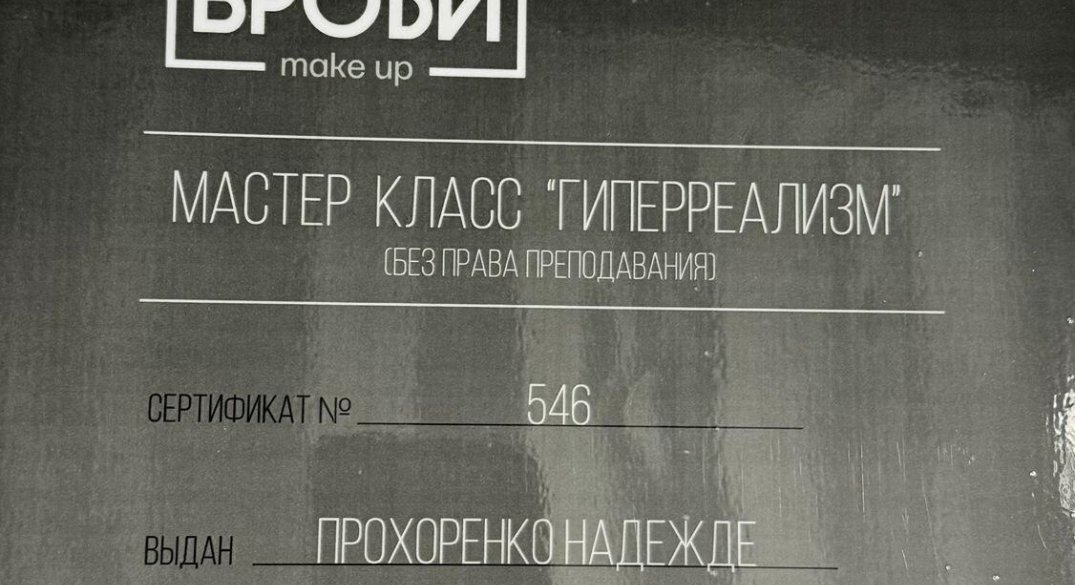 БРОВИ
make up
МАСТЕР КЛАСС “ГИПЕРРЕАЛИЗМ”
(БЕЗ ПРАВА ПРЕПОДАВАНИЯ)
СЕРТИФИКАТ № 546
ВЫДАН ПРОХОРЕНКО НАДЕЖДЕ